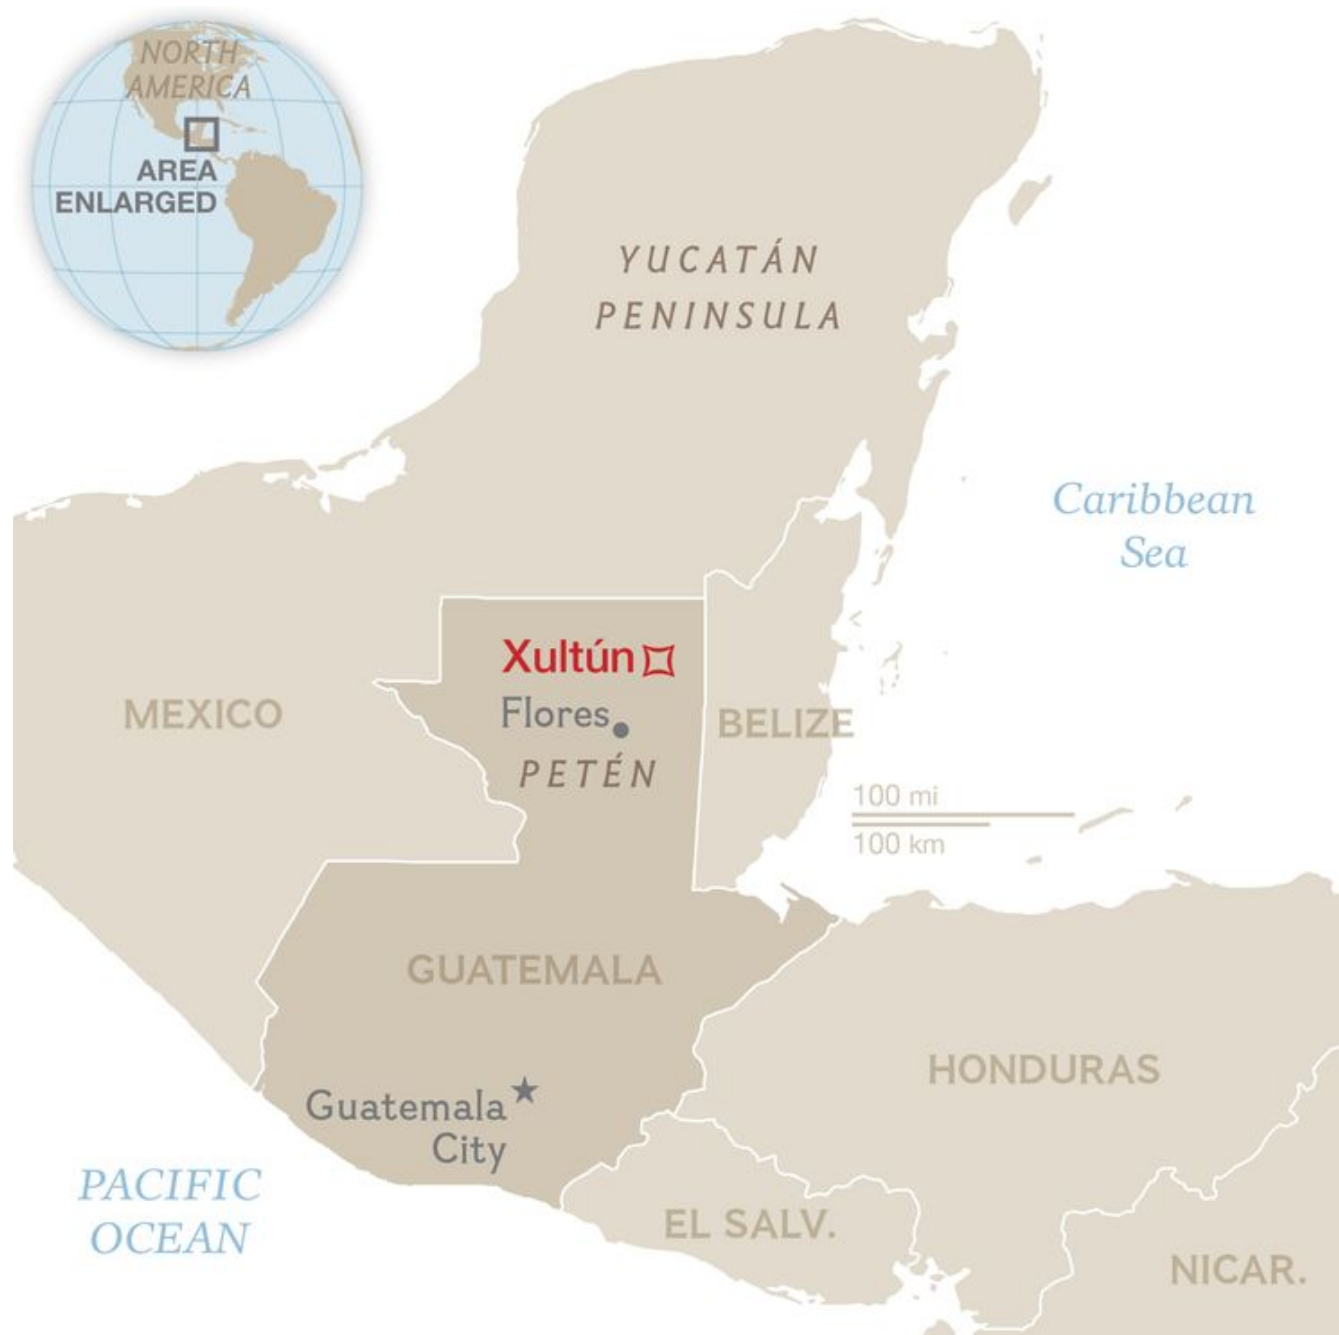 NORTH
AMERICA
AREA
ENLARGED
YUCATÁN
PENINSULA
Caribbean
Sea
Xultún
MEXICO
Flores
BELIZE
PETÉN
100 mi
100 km
GUATEMALA
HONDURAS
Guatemala
City
PACIFIC
OCEAN
EL SALV.
NICAR.